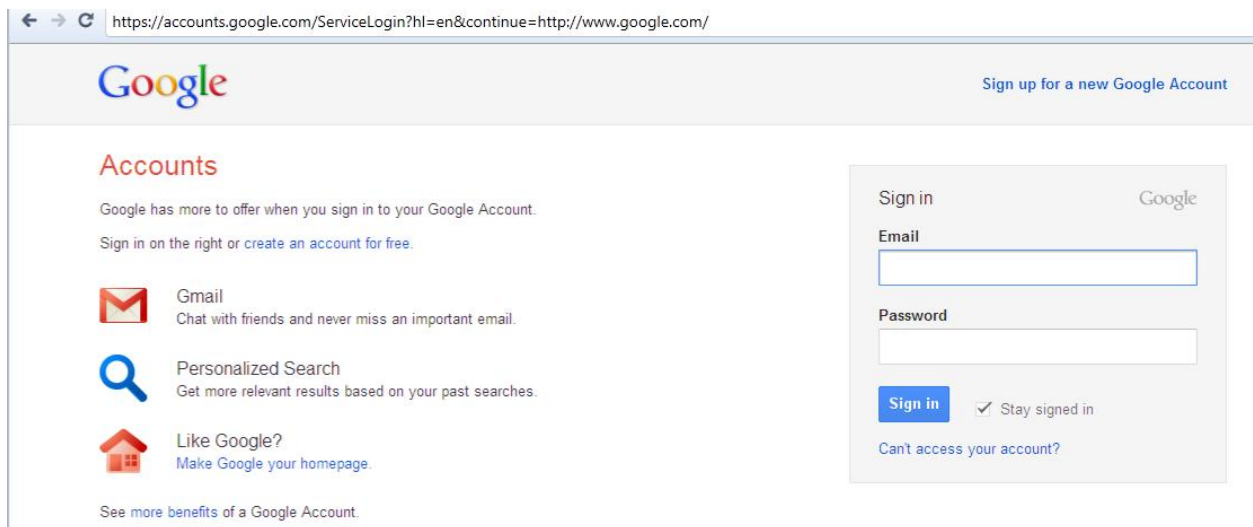 https://accounts.google.com/ServiceLogin?hl=en&continue=http://www.google.com/
Google
Sign up for a new Google Account
Accounts
Google has more to offer when you sign in to your Google Account.
Sign in on the right or create an account for free.
Gmail
Chat with friends and never miss an important email.
Personalized Search
Get more relevant results based on your past searches.
Like Google?
Make Google your homepage.
See more benefits of a Google Account.
Sign in Google
Email
Password
Sign in Stay signed in
Can't access your account?